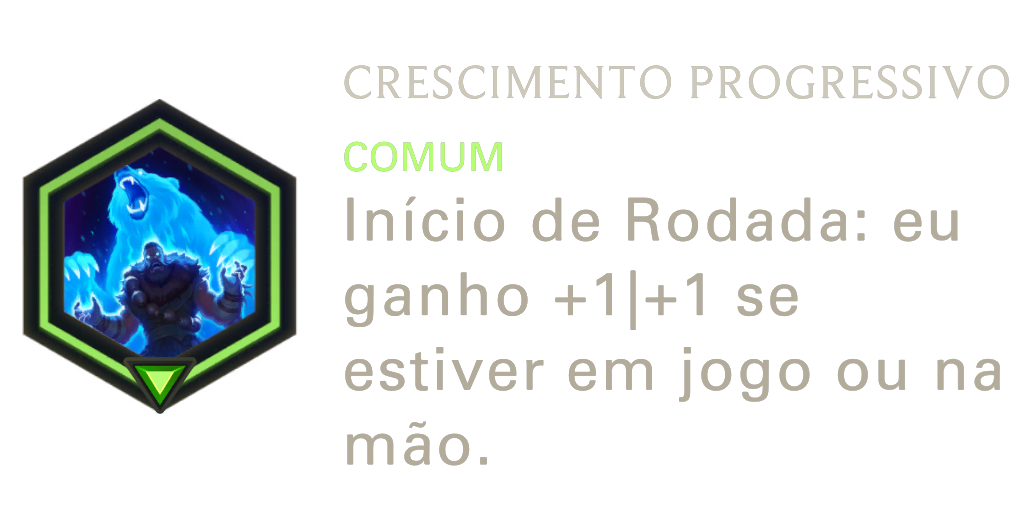 CRESCIMENTO PROGRESSIVO
COMUM
Início de Rodada: eu
ganho +1|+1 se
estiver em jogo ou na
mão.